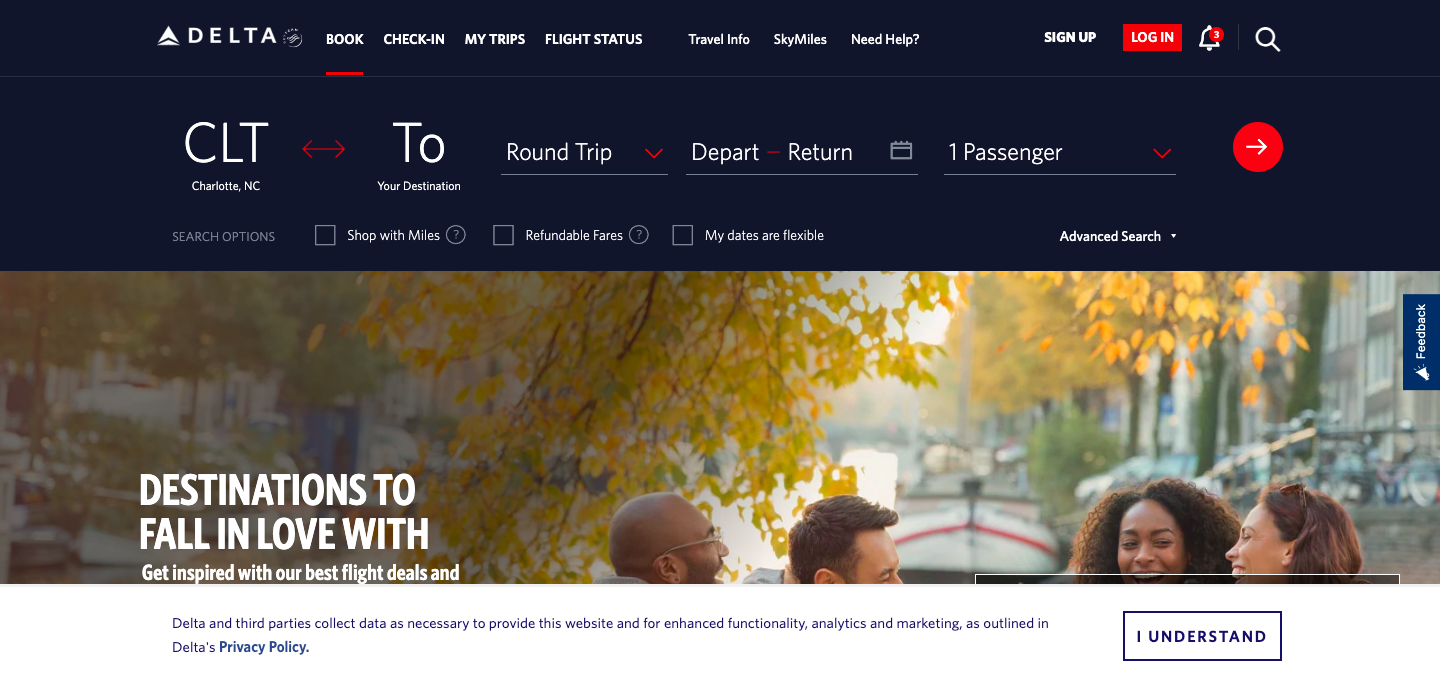 DELTA
BOOK CHECK-IN MY TRIPS FLIGHT STATUS Travel Info SkyMiles Need Help? SIGN UP LOG IN 3
CLT To
Round Trip Depart – Return 1 Passenger
Charlotte, NC Your Destination
SEARCH OPTIONS Shop with Miles ? Refundable Fares ? My dates are flexible Advanced Search
Feedback
DESTINATIONS TO
FALL IN LOVE WITH
Get inspired with our best flight deals and
Delta and third parties collect data as necessary to provide this website and for enhanced functionality, analytics and marketing, as outlined in
Delta's Privacy Policy.
I UNDERSTAND